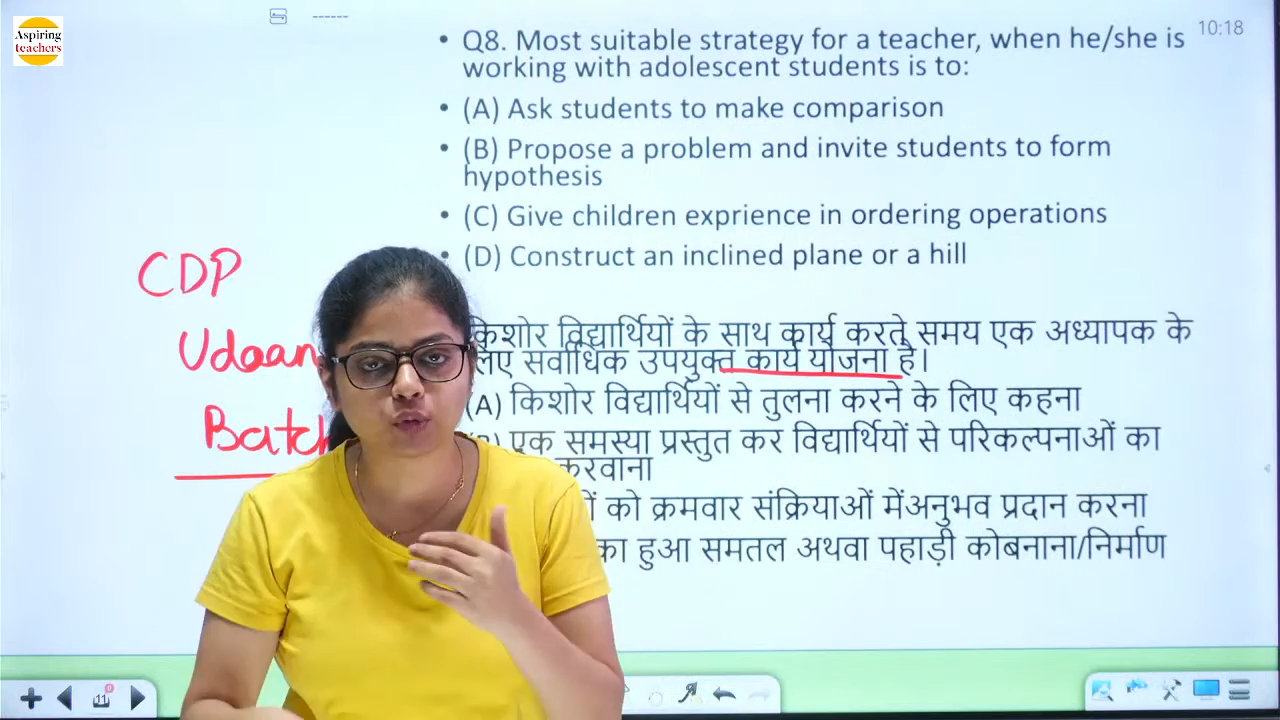 Aspiring
teachers
10:18
• Q8. Most suitable strategy for a teacher, when he/she is
working with adolescent students is to:
• (A) Ask students to make comparison
• (B) Propose a problem and invite students to form
hypothesis
• (C) Give children exprience in ordering operations
• (D) Construct an inclined plane or a hill
CDP
Udaan
Batch
किशोर विद्यार्थियों के साथ कार्य करते समय एक अध्यापक के
लिए सर्वाधिक उपयुक्त कार्य योजना है।
(A) किशोर विद्यार्थियों से तुलना करने के लिए कहना
एक समस्या प्रस्तुत कर विद्यार्थियों से परिकल्पनाओं का
करवाना
को क्रमवार संक्रियाओं मेंअनुभव प्रदान करना
हुआ समतल अथवा पहाड़ी कोबनाना/निर्माण
11